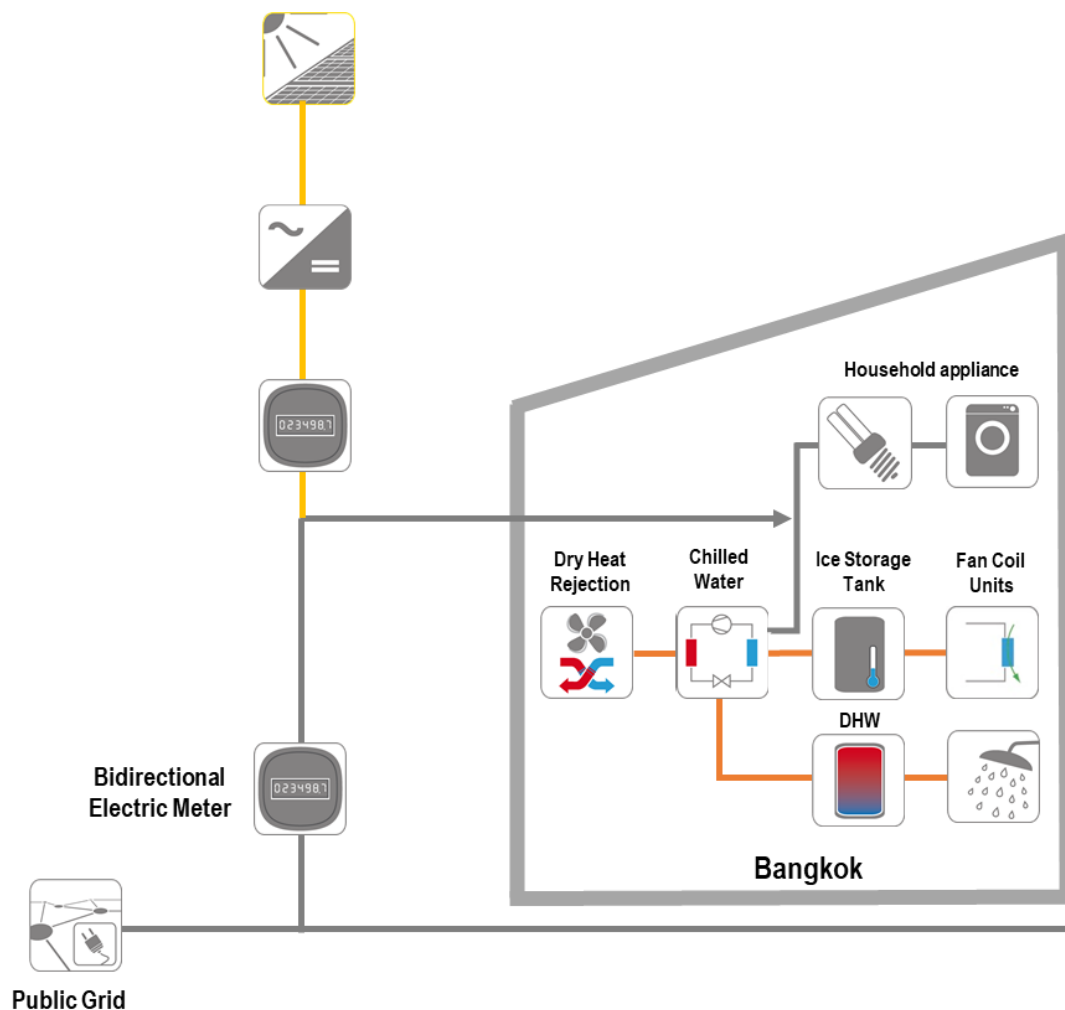 023498,7
Household appliance
Dry Heat
Rejection
Chilled
Water
Ice Storage
Tank
Fan Coil
Units
DHW
Bidirectional
Electric Meter
023498,7
Bangkok
Public Grid